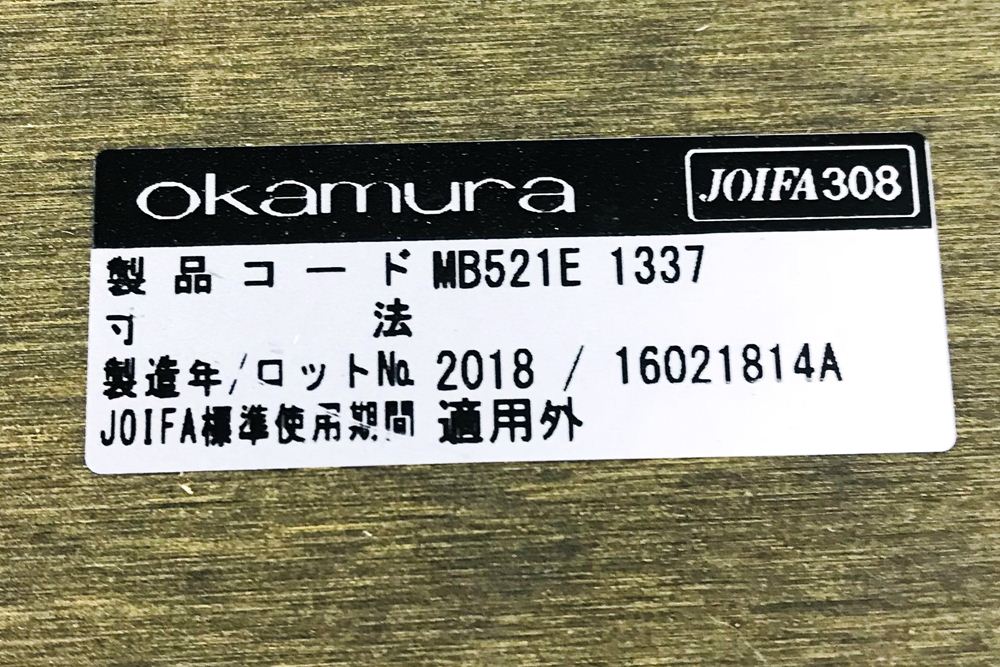 okamura JOIFA308
製品コード MB521E 1337
寸法
製造年/ロットNo. 2018 / 16021814A
JOIFA標準使用期間 適用外